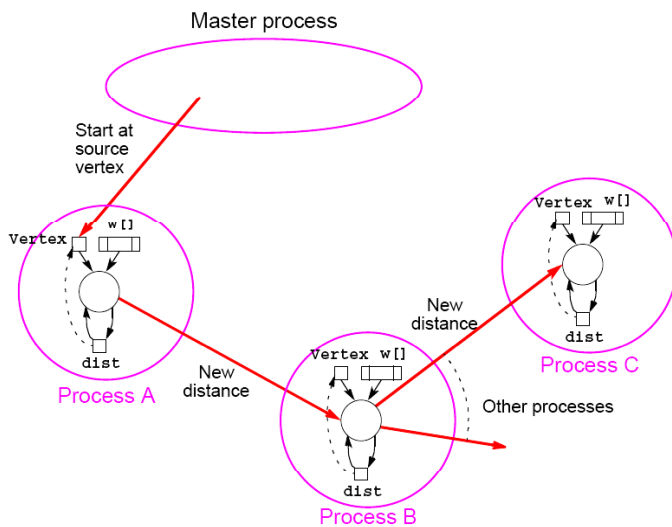 Master process
Start at
source
vertex
Vertex
w[]
dist
Process A
New
distance
Vertex w[]
dist
Process B
New
distance
Other processes
Vertex w[]
dist
Process C